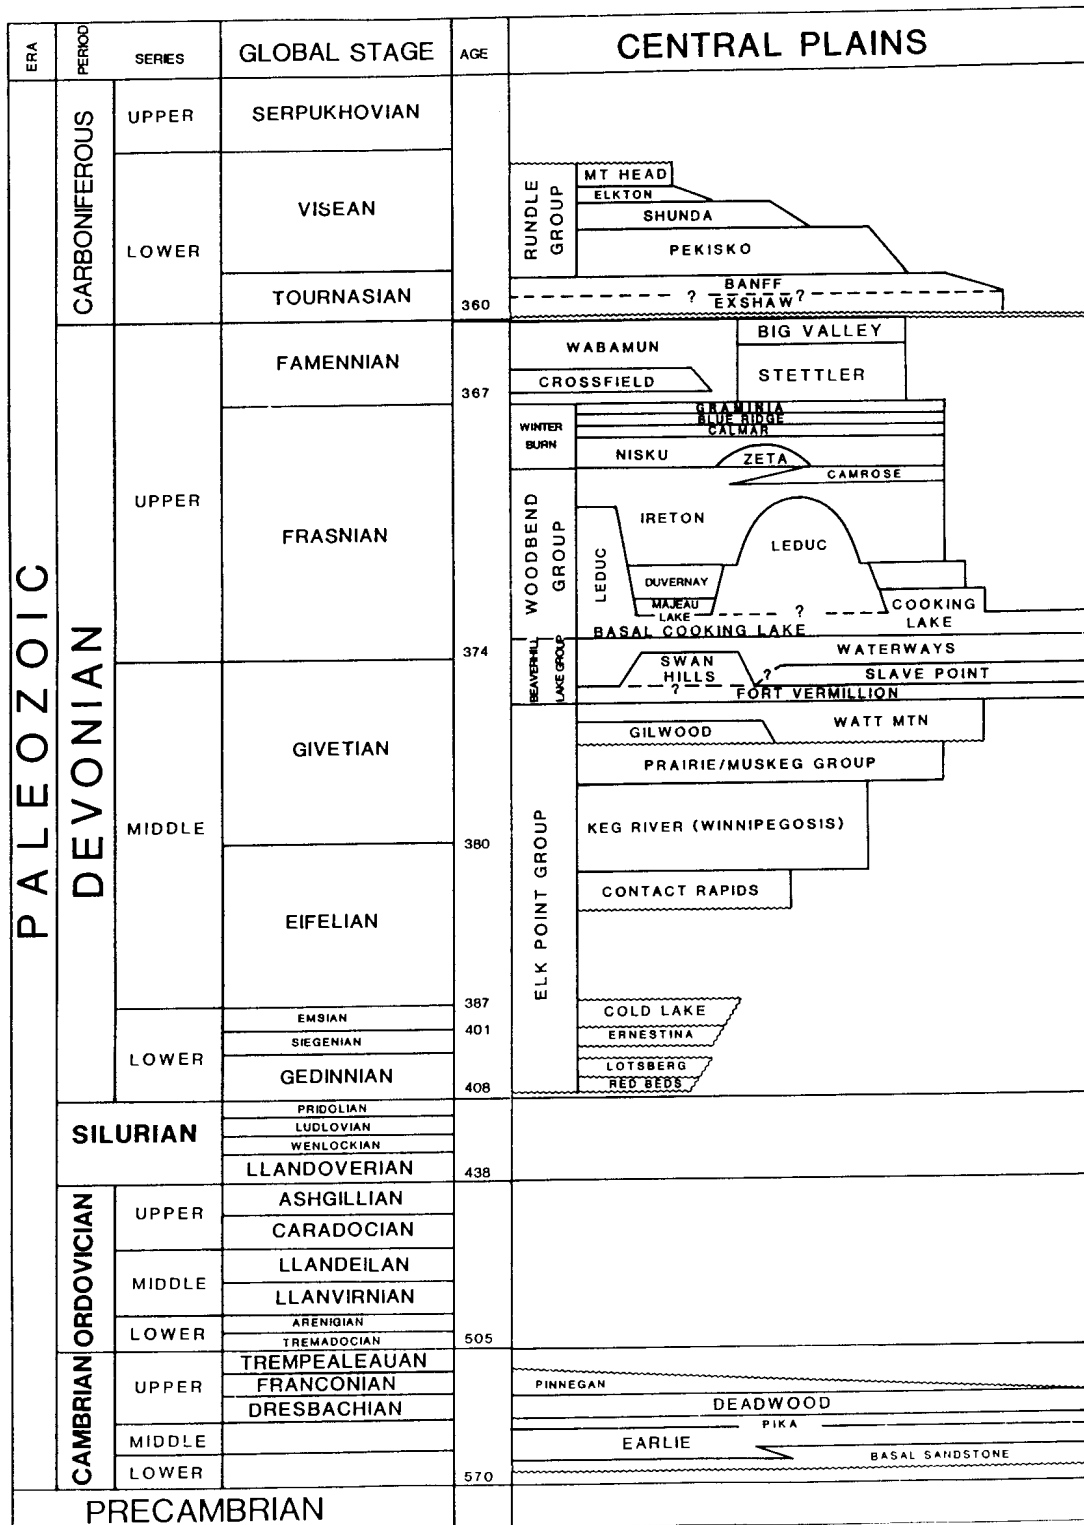 ERA
PERIOD
SERIES
GLOBAL STAGE
AGE
CENTRAL PLAINS
PALEOZOIC
CARBONIFEROUS
UPPER
SERPUKHOVIAN
LOWER
VISEAN
TOURNASIAN
360
RUNDLE GROUP
MT HEAD
ELKTON
SHUNDA
PEKISKO
BANFF
? ?
EXSHAW
DEVONIAN
UPPER
FAMENNIAN
367
WABAMUN
CROSSFIELD
BIG VALLEY
STETTLER
FRASNIAN
374
WINTER BURN
GRAMINIA
BLUE RIDGE
CALMAR
NISKU
ZETA
WOODBEND GROUP
CAMROSE
IRETON
LEDUC
LEDUC
DUVERNAY
MAJEAU LAKE
?
COOKING LAKE
BASAL COOKING LAKE
BEAVERHILL LAKE GROUP
WATERWAYS
SWAN HILLS
?
SLAVE POINT
?
FORT VERMILLION
MIDDLE
GIVETIAN
380
EIFELIAN
387
ELK POINT GROUP
WATT MTN
GILWOOD
PRAIRIE/MUSKEG GROUP
KEG RIVER (WINNIPEGOSIS)
CONTACT RAPIDS
COLD LAKE
ERNESTINA
LOTSBERG
RED BEDS
LOWER
EMSIAN
401
SIEGENIAN
GEDINNIAN
408
SILURIAN
PRIDOLIAN
LUDLOVIAN
WENLOCKIAN
LLANDOVERIAN
438
ORDOVICIAN
UPPER
ASHGILLIAN
CARADOCIAN
MIDDLE
LLANDEILAN
LLANVIRNIAN
LOWER
ARENIGIAN
TREMADOCIAN
505
CAMBRIAN
UPPER
TREMPEALEAUAN
FRANCONIAN
DRESBACHIAN
MIDDLE
LOWER
570
PINNEGAN
DEADWOOD
PIKA
EARLIE
BASAL SANDSTONE
PRECAMBRIAN